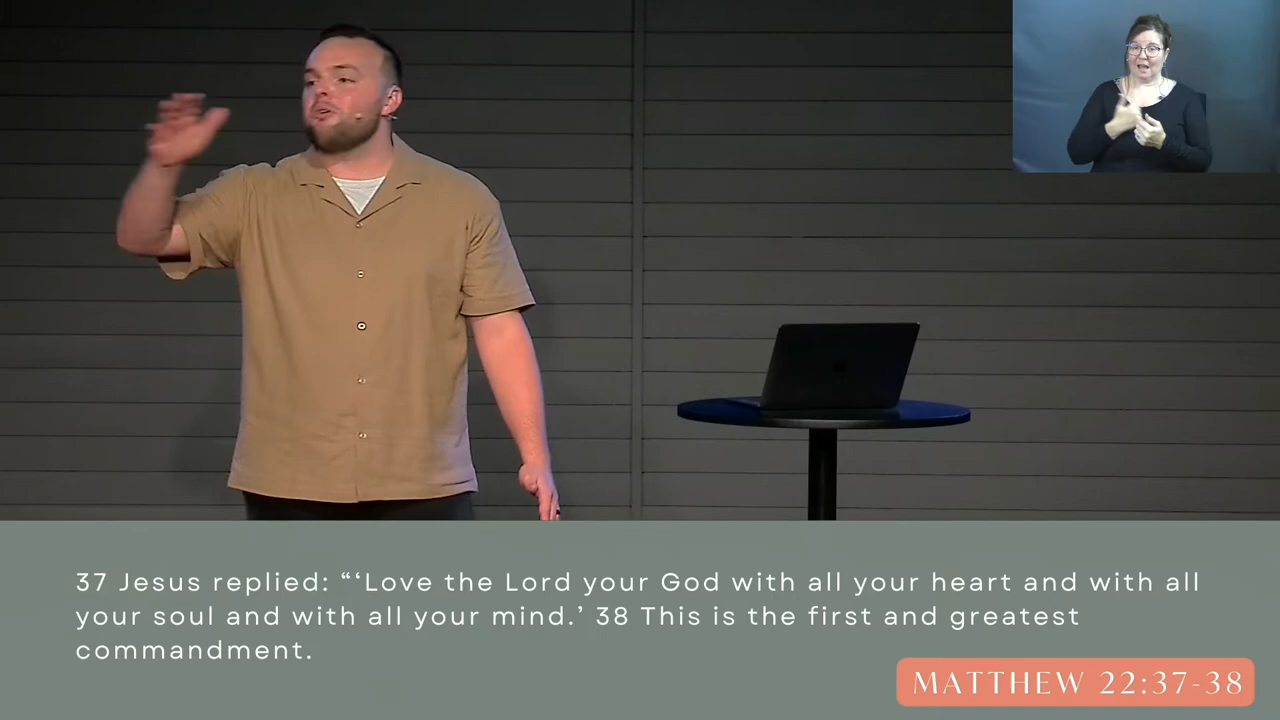 37 Jesus replied: “‘Love the Lord your God with all your heart and with all
your soul and with all your mind.’ 38 This is the first and greatest
commandment.
MATTHEW 22:37-38